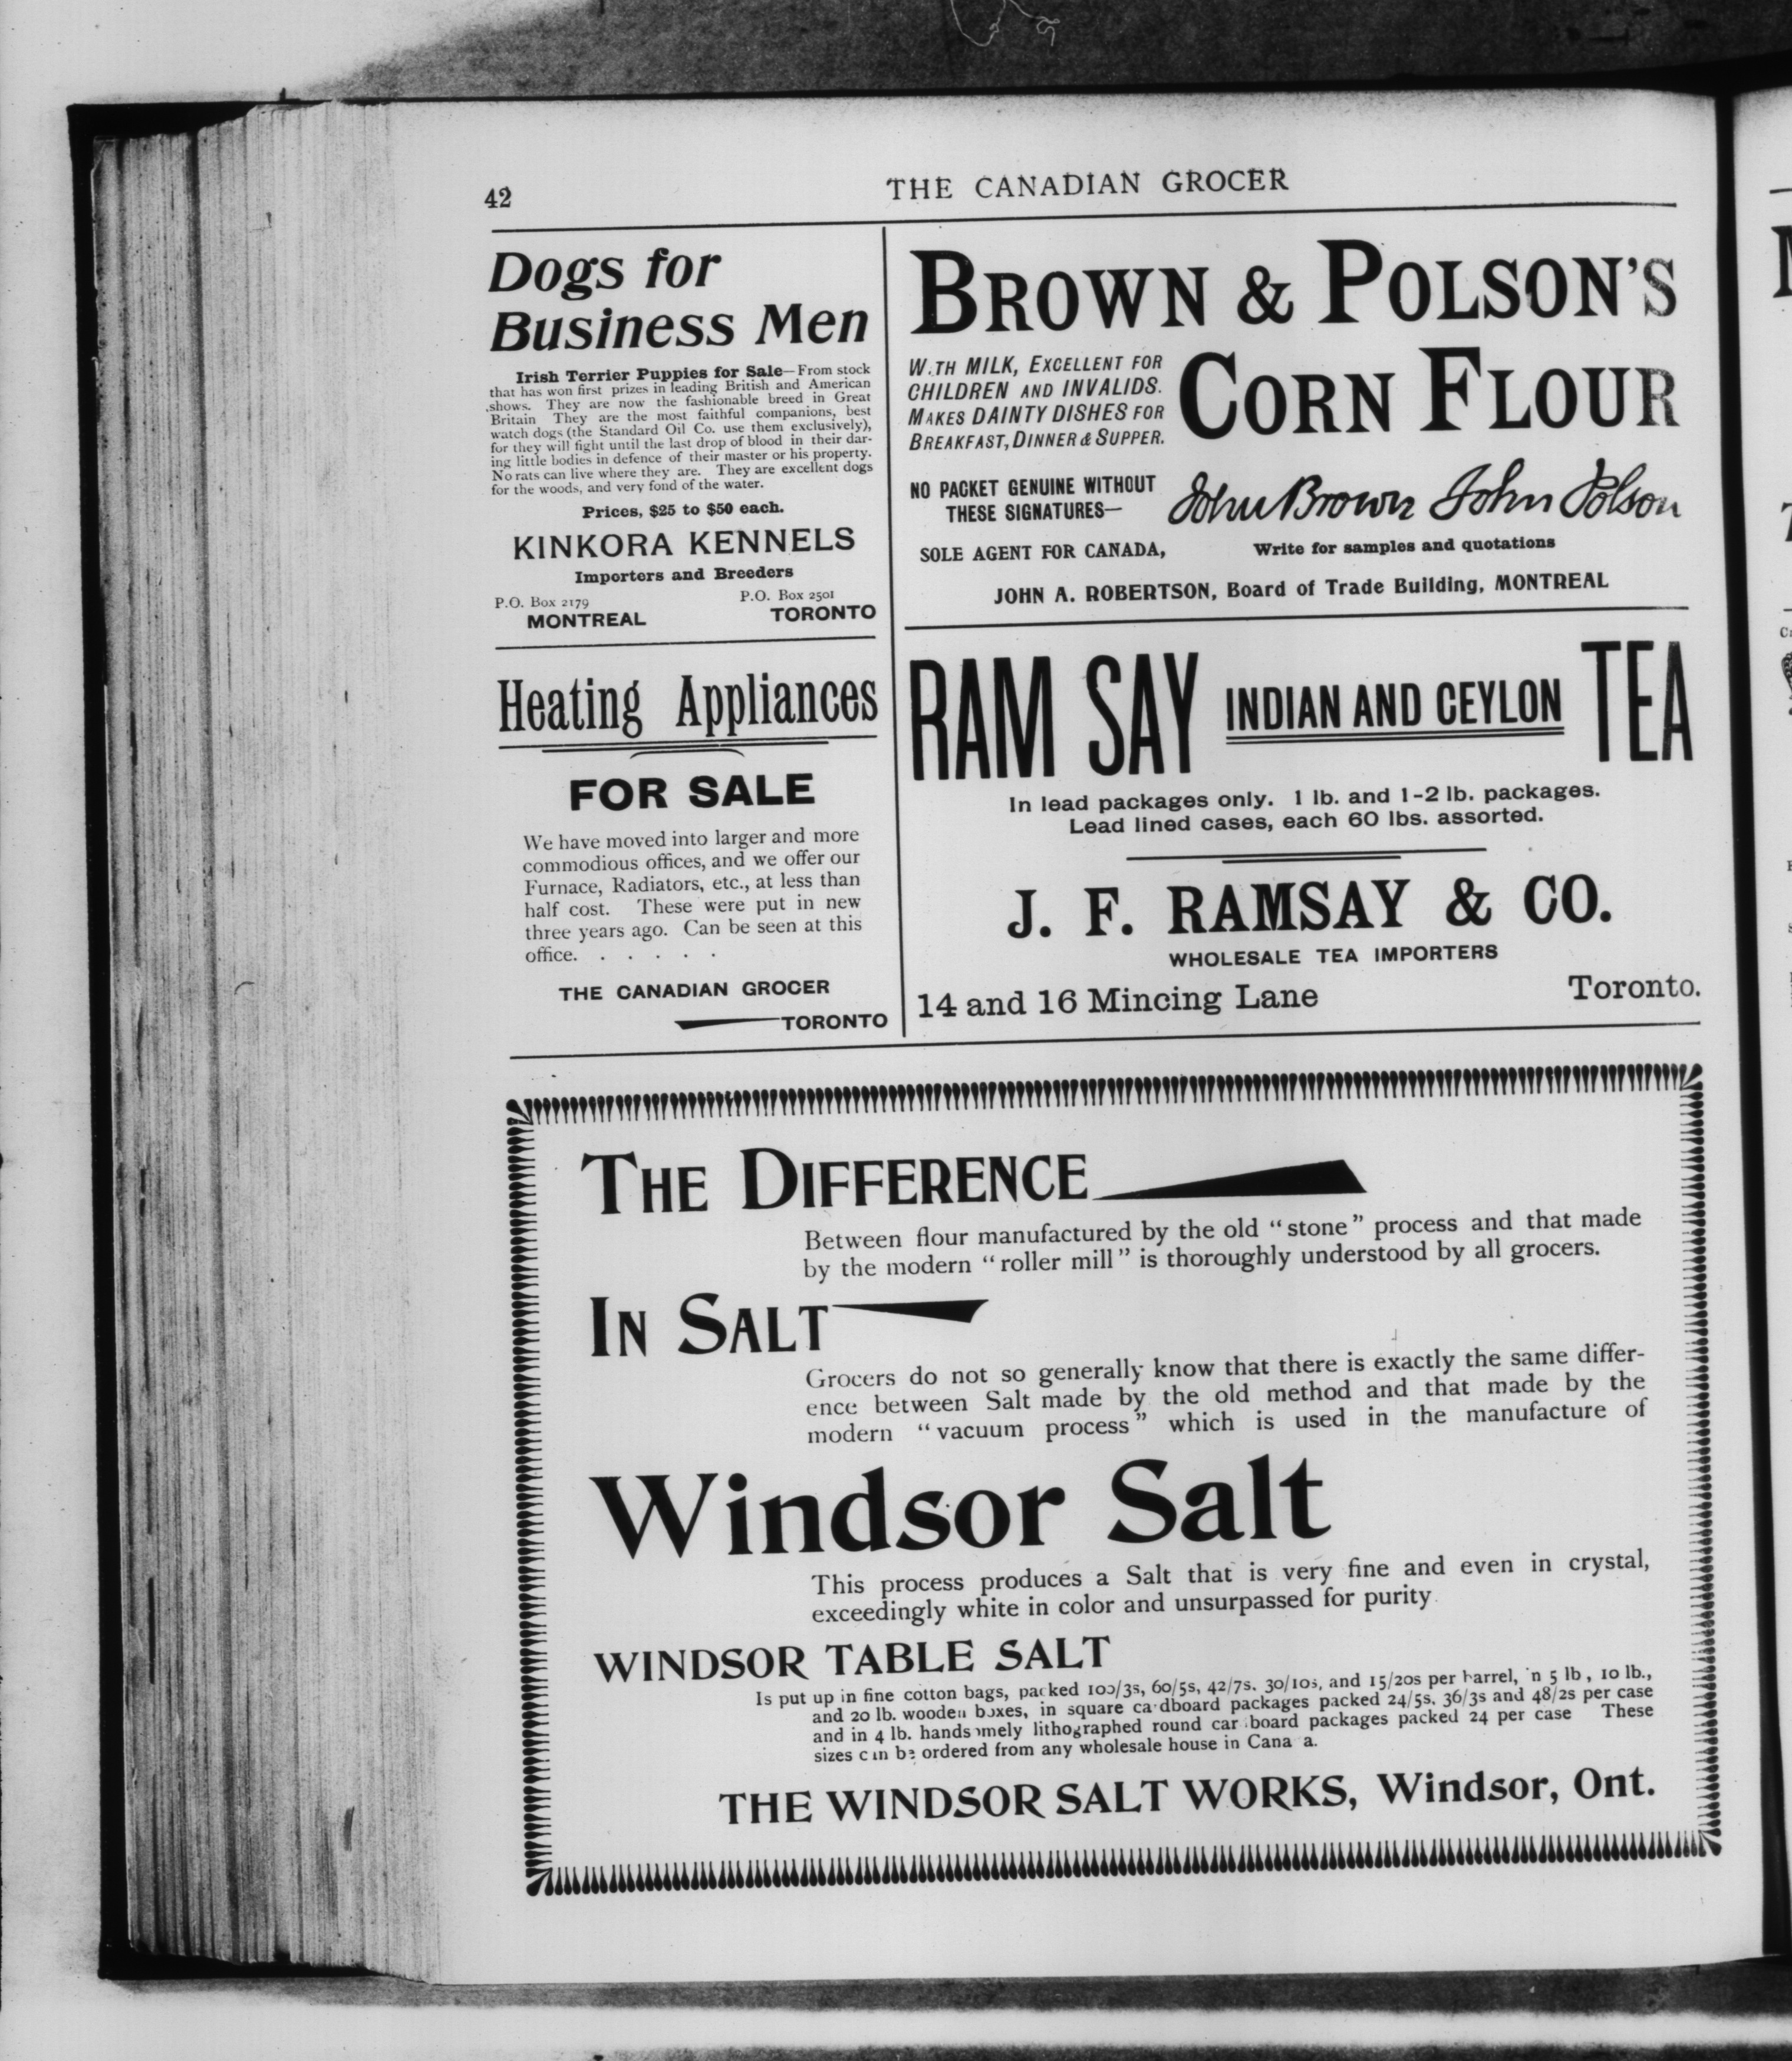 42
THE CANADIAN GROCER
Dogs for
Business Men
Irish Terrier Puppies for Sale—From stock
that has won first prizes in leading British and American
shows. They are now the fashionable breed in Great
Britain They are the most faithful companions, best
watch dogs (the Standard Oil Co. use them exclusively),
for they will fight until the last drop of blood in their dar-
ing little bodies in defence of their master or his property.
No rats can live where they are. They are excellent dogs
for the woods, and very fond of the water.
Prices, $25 to $50 each.
KINKORA KENNELS
Importers and Breeders
P.O. Box 2179 P.O. Box 2501
MONTREAL TORONTO
Heating Appliances
FOR SALE
We have moved into larger and more
commodious offices, and we offer our
Furnace, Radiators, etc., at less than
half cost. These were put in new
three years ago. Can be seen at this
office. . . . . .
THE CANADIAN GROCER
TORONTO
BROWN & POLSON'S
CORN FLOUR
W.TH MILK, EXCELLENT FOR
CHILDREN AND INVALIDS.
MAKES DAINTY DISHES FOR
BREAKFAST, DINNER & SUPPER.
NO PACKET GENUINE WITHOUT
THESE SIGNATURES—
John Brown John Polson
SOLE AGENT FOR CANADA,
Write for samples and quotations
JOHN A. ROBERTSON, Board of Trade Building, MONTREAL
RAM SAY INDIAN AND CEYLON TEA
In lead packages only. 1 lb. and 1-2 lb. packages.
Lead lined cases, each 60 lbs. assorted.
J. F. RAMSAY & CO.
WHOLESALE TEA IMPORTERS
14 and 16 Mincing Lane Toronto.
THE DIFFERENCE
Between flour manufactured by the old "stone" process and that made
by the modern "roller mill" is thoroughly understood by all grocers.
IN SALT
Grocers do not so generally know that there is exactly the same differ-
ence between Salt made by the old method and that made by the
modern "vacuum process" which is used in the manufacture of
Windsor Salt
This process produces a Salt that is very fine and even in crystal,
exceedingly white in color and unsurpassed for purity.
WINDSOR TABLE SALT
Is put up in fine cotton bags, packed 100/3s, 60/5s, 42/7s. 30/10s, and 15/20s per barrel, 'n 5 lb, 10 lb.,
and 20 lb. wooden boxes, in square ca dboard packages packed 24/5s. 36/3s and 48/2s per case
and in 4 lb. hands mely lithographed round car board packages packed 24 per case These
sizes can be ordered from any wholesale house in Cana a.
THE WINDSOR SALT WORKS, Windsor, Ont.